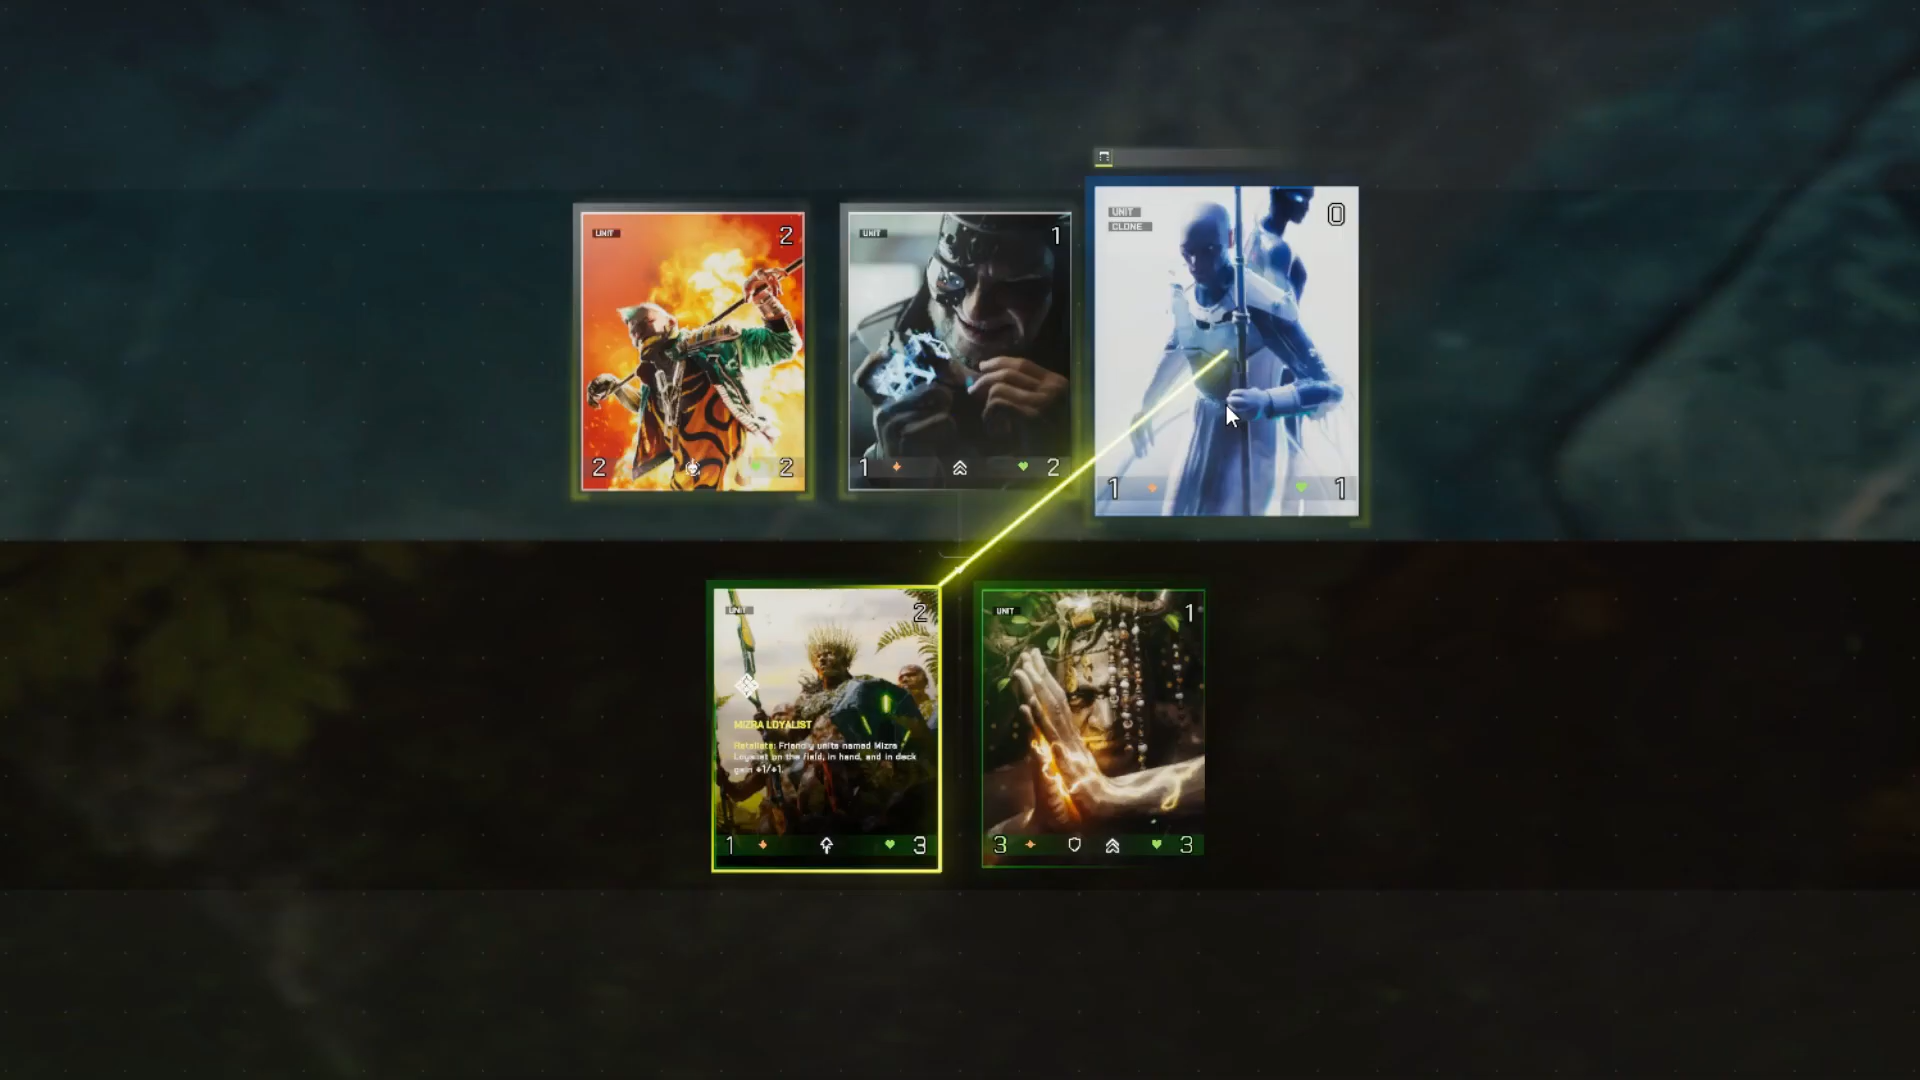 UNIT
2
2
2
UNIT
1
1
2
UNIT
CLONE
0
1
1
UNIT
2
MIZRA LOYALIST
Retaliate: Friendly units named Mizra
Loyalist on the field, in hand, and in deck
gain +1/+1.
1
3
UNIT
1
3
3